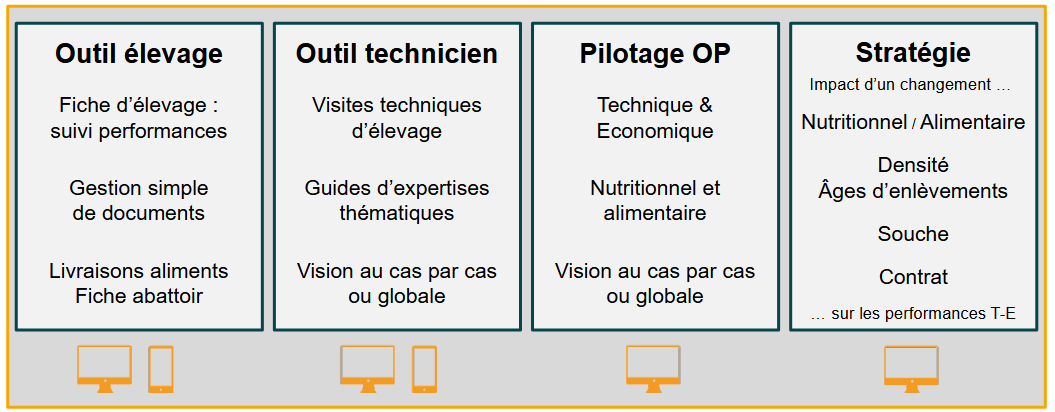 Outil élevage
Fiche d’élevage :
suivi performances
Gestion simple
de documents
Livraisons aliments
Fiche abattoir
Outil technicien
Visites techniques
d’élevage
Guides d’expertises
thématiques
Vision au cas par cas
ou globale
Pilotage OP
Technique &
Economique
Nutritionnel et
alimentaire
Vision au cas par cas
ou globale
Stratégie
Impact d’un changement …
Nutritionnel / Alimentaire
Densité
Âges d’enlèvements
Souche
Contrat
… sur les performances T-E